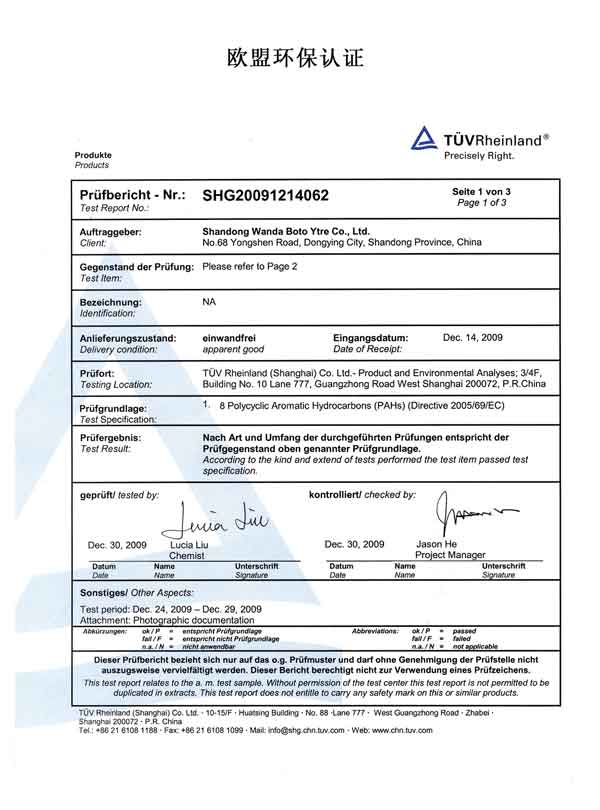 欧盟环保认证
TÜVRheinland®
Precisely Right.
Produkte
Products
Prüfbericht - Nr.: SHG20091214062 Seite 1 von 3
Test Report No.: Page 1 of 3
Auftraggeber: Shandong Wanda Boto Ytre Co., Ltd.
Client: No.68 Yongshen Road, Dongying City, Shandong Province, China
Gegenstand der Prüfung: Please refer to Page 2
Test Item:
Bezeichnung: NA
Identification:
Anlieferungszustand: einwandfrei Eingangsdatum: Dec. 14, 2009
Delivery condition: apparent good Date of Receipt:
Prüfort: TÜV Rheinland (Shanghai) Co. Ltd.- Product and Environmental Analyses; 3/4F,
Testing Location: Building No. 10 Lane 777, Guangzhong Road West Shanghai 200072, P.R.China
Prüfgrundlage: 1. 8 Polycyclic Aromatic Hydrocarbons (PAHs) (Directive 2005/69/EC)
Test Specification:
Prüfergebnis: Nach Art und Umfang der durchgeführten Prüfungen entspricht der
Test Result: Prüfgegenstand oben genannter Prüfgrundlage.
According to the kind and extend of tests performed the test item passed test
specification.
geprüft/ tested by: kontrolliert/ checked by:
Lucia Liu
Dec. 30, 2009 Lucia Liu Dec. 30, 2009 Jason He
Chemist Project Manager
Datum Name Unterschrift Datum Name Unterschrift
Date Name Signature Date Name Signature
Sonstiges/ Other Aspects:
Test period: Dec. 24, 2009 – Dec. 29, 2009
Attachment: Photographic documentation
Abkürzungen: ok / P = entspricht Prüfgrundlage Abbreviations: ok / P = passed
fail / F = entspricht nicht Prüfgrundlage fail / F = failed
n.a. / N = nicht anwendbar n.a. / N = not applicable
Dieser Prüfbericht bezieht sich nur auf das o.g. Prüfmuster und darf ohne Genehmigung der Prüfstelle nicht
auszugsweise vervielfältigt werden. Dieser Bericht berechtigt nicht zur Verwendung eines Prüfzeichens.
This test report relates to the a. m. test sample. Without permission of the test center this test report is not permitted to be
duplicated in extracts. This test report does not entitle to carry any safety mark on this or similar products.
TÜV Rheinland (Shanghai) Co. Ltd. · 10-15/F · Huatsing Building · No. 88 ·Lane 777 · West Guangzhong Road · Zhabei ·
Shanghai 200072 · P.R. China
Tel.: +86 21 6108 1188 · Fax: +86 21 6108 1099 · Mail: info@shg.chn.tuv.com · Web: www.chn.tuv.com